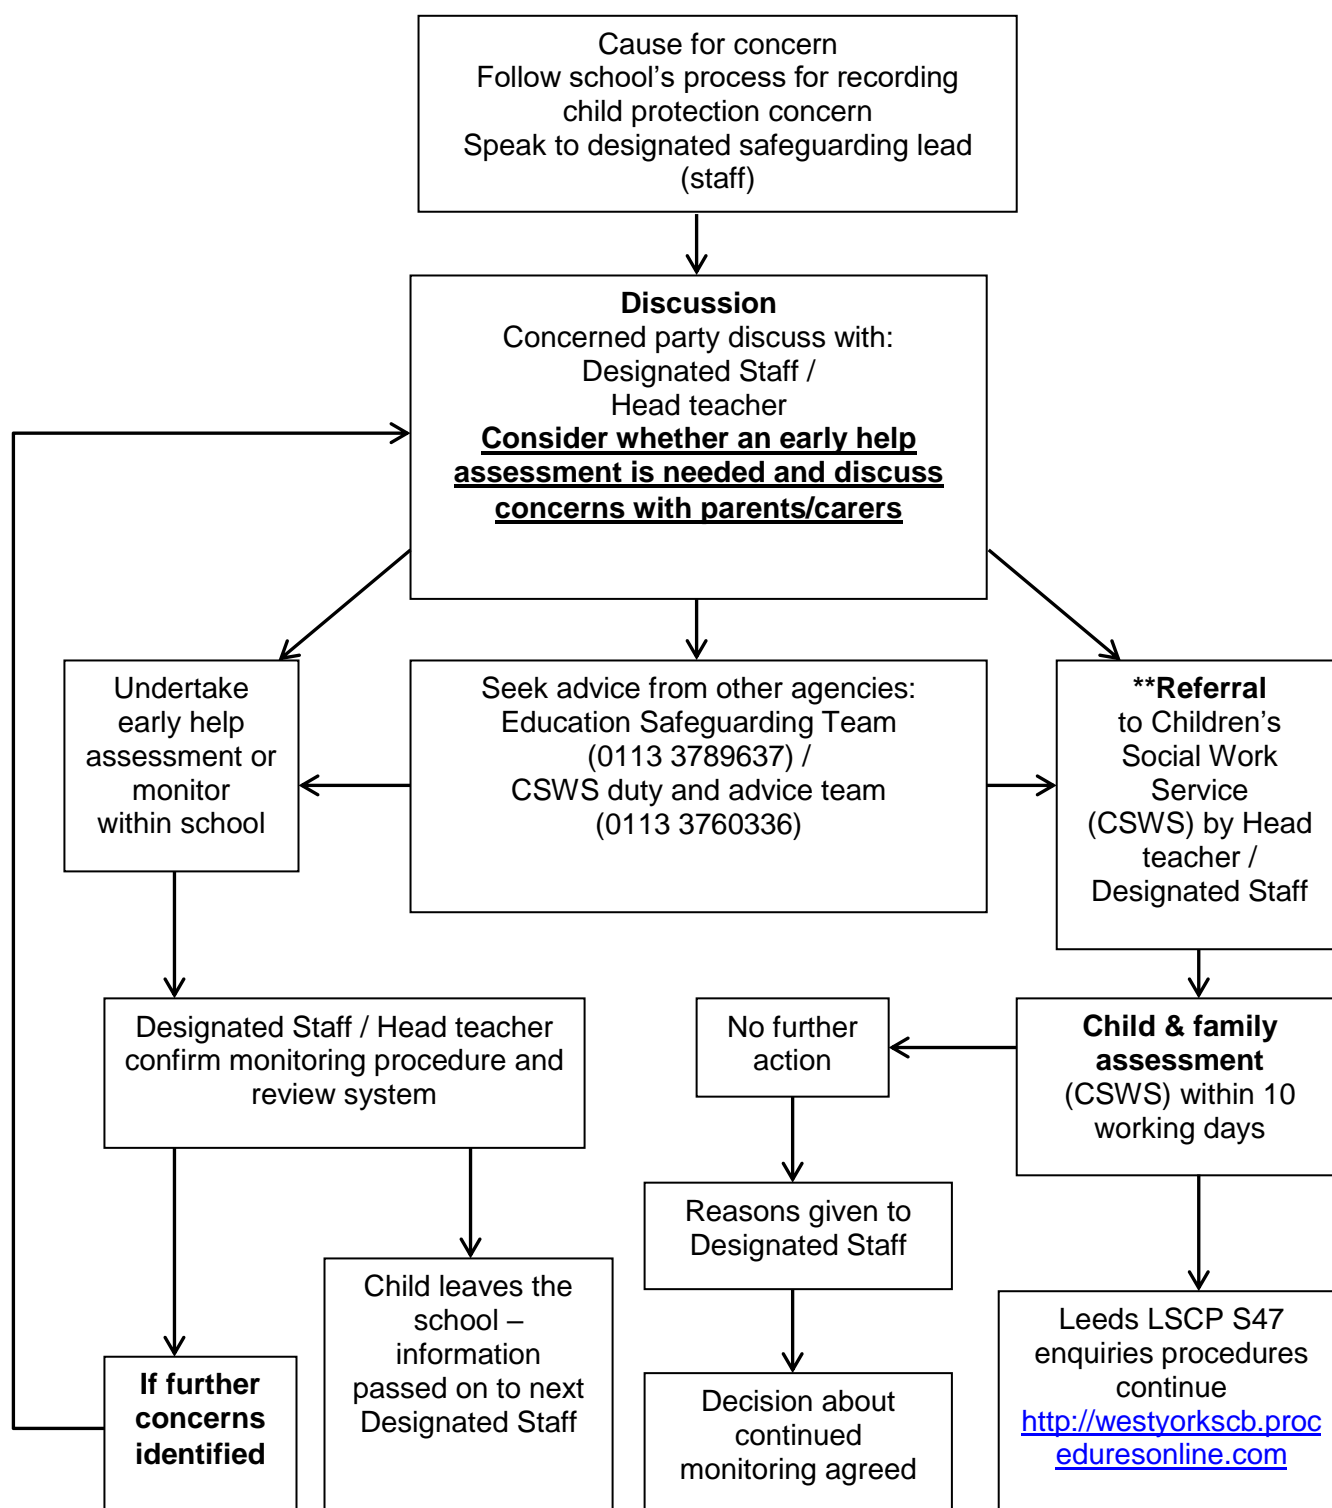 Cause for concern
Follow school’s process for recording
child protection concern
Speak to designated safeguarding lead
(staff)
Discussion
Concerned party discuss with:
Designated Staff /
Head teacher
Consider whether an early help
assessment is needed and discuss
concerns with parents/carers
Undertake
early help
assessment or
monitor
within school
Seek advice from other agencies:
Education Safeguarding Team
(0113 3789637) /
CSWS duty and advice team
(0113 3760336)
**Referral
to Children’s
Social Work
Service
(CSWS) by Head
teacher /
Designated Staff
Designated Staff / Head teacher
confirm monitoring procedure and
review system
No further
action
Child & family
assessment
(CSWS) within 10
working days
Reasons given to
Designated Staff
If further
concerns
identified
Child leaves the
school –
information
passed on to next
Designated Staff
Decision about
continued
monitoring agreed
Leeds LSCP S47
enquiries procedures
continue
http://westyorkscb.proc
eduresonline.com